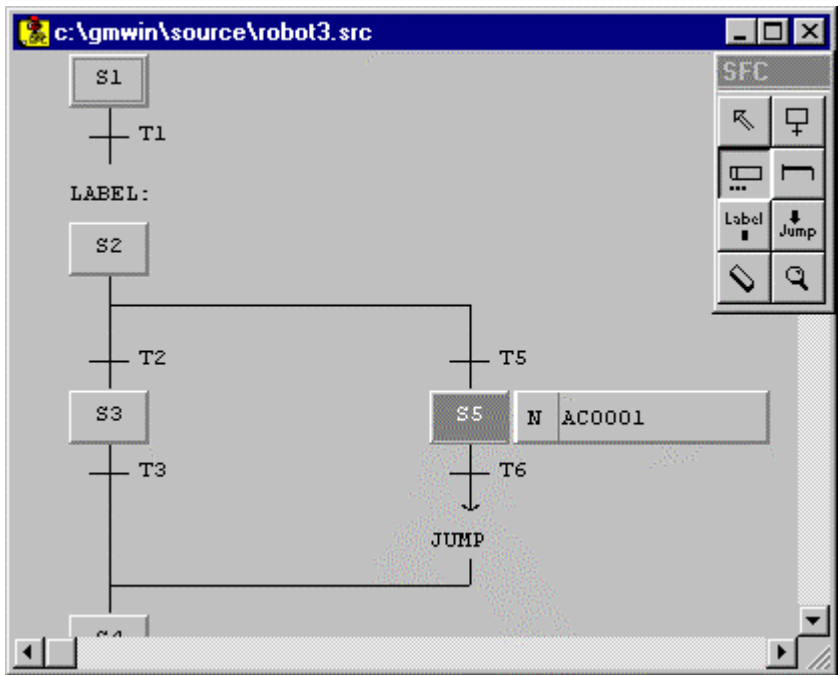 c:\gmwin\source\robot3.src
SFC
S1
T1
LABEL:
Label
Jump
S2
T2
T5
S3
S5
N AC0001
T3
T6
JUMP